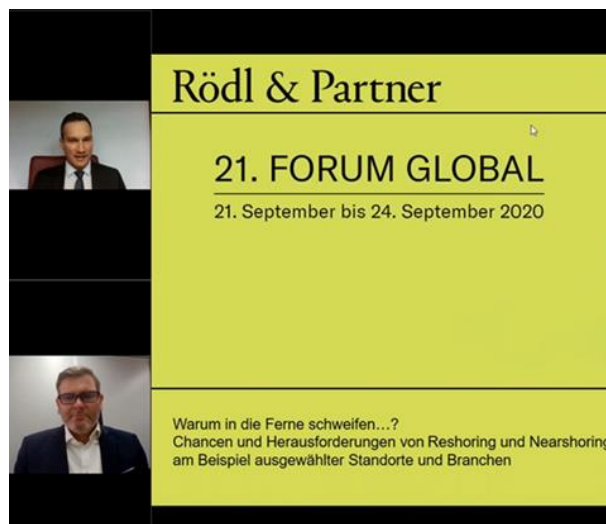 Rödl & Partner
21. FORUM GLOBAL
21. September bis 24. September 2020
Warum in die Ferne schweifen...?
Chancen und Herausforderungen von Reshoring und Nearshoring
am Beispiel ausgewählter Standorte und Branchen